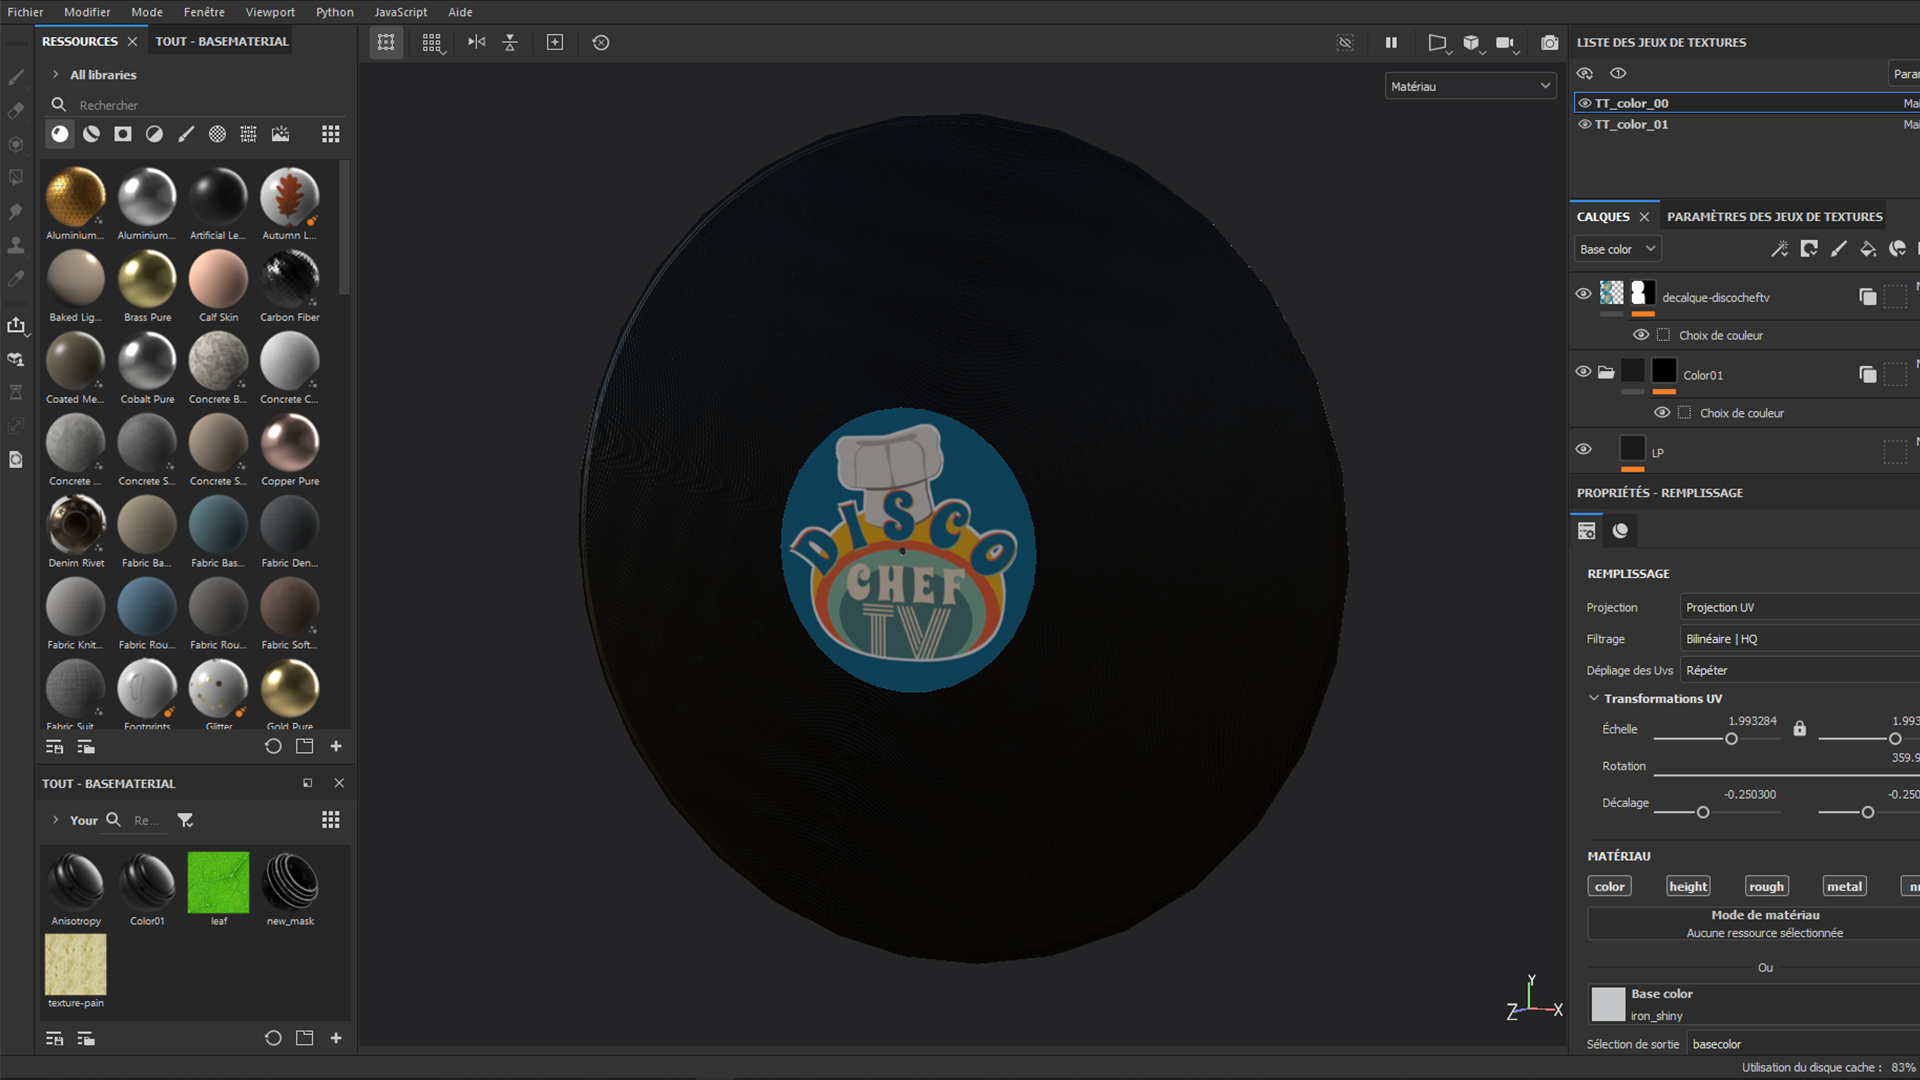 Fichier Modifier Mode Fenêtre Viewport Python JavaScript Aide
RESSOURCES
TOUT - BASEMATERIAL
All libraries
Rechercher
Aluminium... Aluminium... Artificial Le... Autumn L...
Baked Lig... Brass Pure Calf Skin Carbon Fiber
Coated Me... Cobalt Pure Concrete B... Concrete C...
Concrete ... Concrete S... Concrete S... Copper Pure
Denim Rivet Fabric Ba... Fabric Bas... Fabric Den...
Fabric Knit... Fabric Rou... Fabric Rou... Fabric Soft...
Fabric Suit... Footprints Glitter Gold Pure
TOUT - BASEMATERIAL
Your Re...
Anisotropy Color01 leaf new_mask
texture-pain
Matériau
DISCO
CHEF
TV
Y
Z X
LISTE DES JEUX DE TEXTURES
Parar
TT_color_00 Mai
TT_color_01 Mai
CALQUES
PARAMÈTRES DES JEUX DE TEXTURES
Base color
decalque-discocheftv
Choix de couleur
Color01
Choix de couleur
LP
PROPRIÉTÉS - REMPLISSAGE
REMPLISSAGE
Projection Projection UV
Filtrage Bilinéaire | HQ
Dépliage des Uvs Répéter
Transformations UV
Échelle 1.993284 1.993
Rotation 359.9
Décalage -0.250300 -0.250
MATÉRIAU
color height rough metal
Mode de matériau
Aucune ressource sélectionnée
Ou
Base color
iron_shiny
Sélection de sortie basecolor
Utilisation du disque cache : 83%